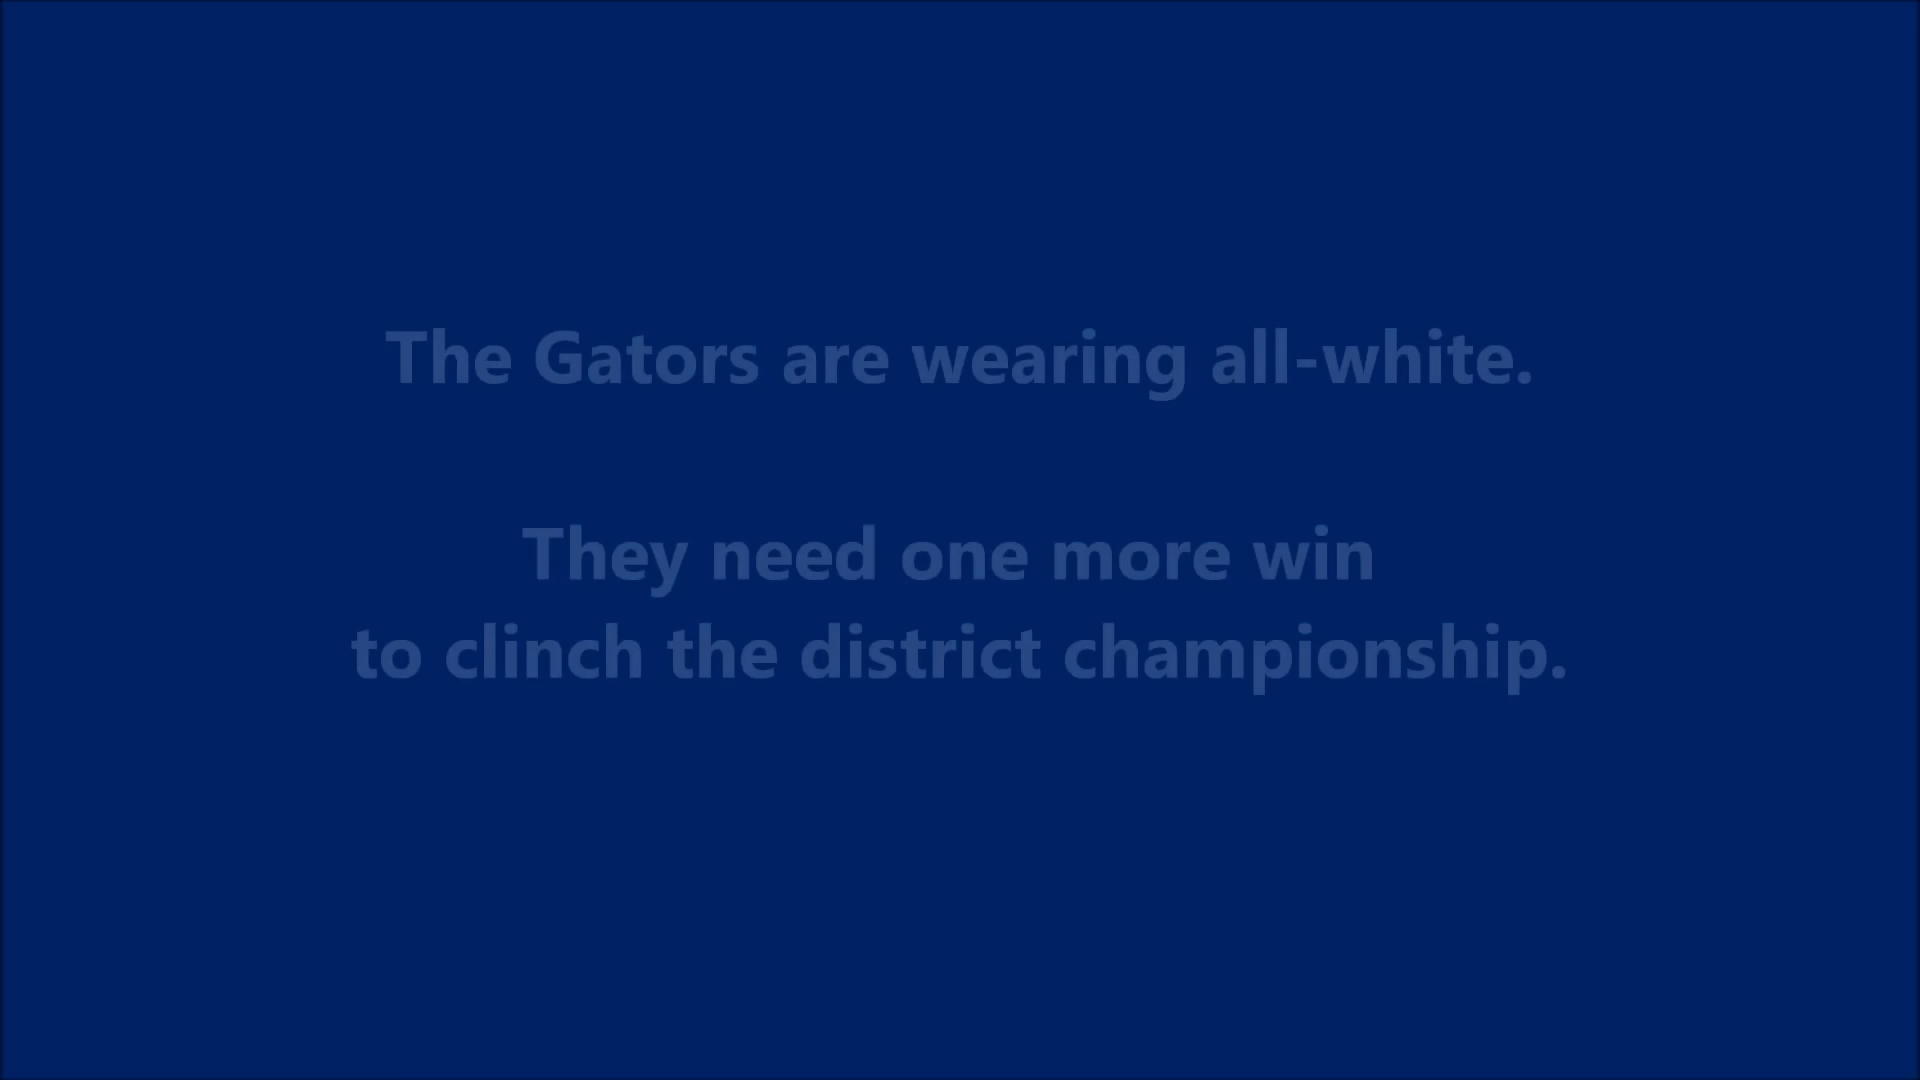 The Gators are wearing all-white.
They need one more win
to clinch the district championship.